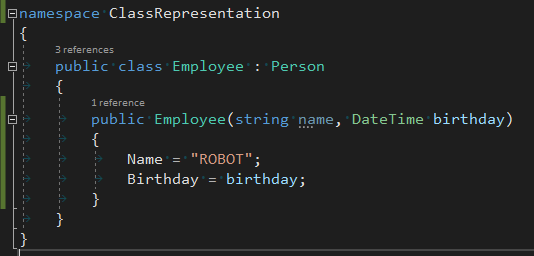 namespace ClassRepresentation
{
3 references
public class Employee : Person
{
1 reference
public Employee(string name, DateTime birthday)
{
Name = "ROBOT";
Birthday = birthday;
}
}
}